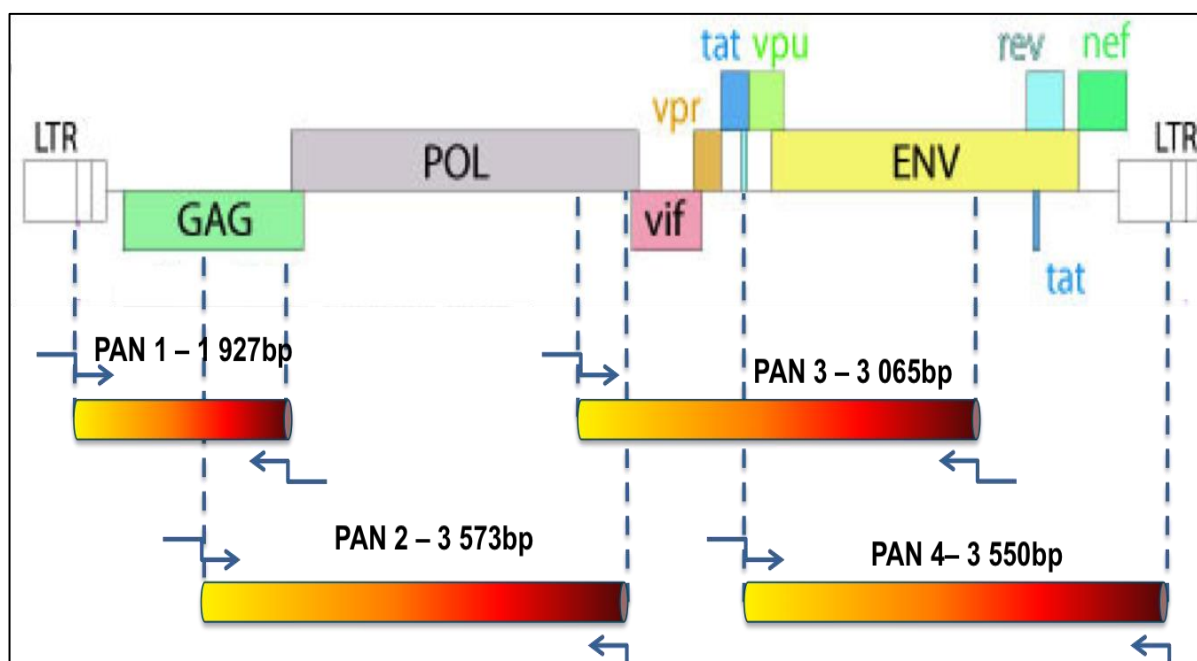 tat vpu rev nef
vpr
LTR LTR
POL ENV
GAG vif
tat
PAN 1 – 1 927bp
PAN 3 – 3 065bp
PAN 2 – 3 573bp
PAN 4– 3 550bp